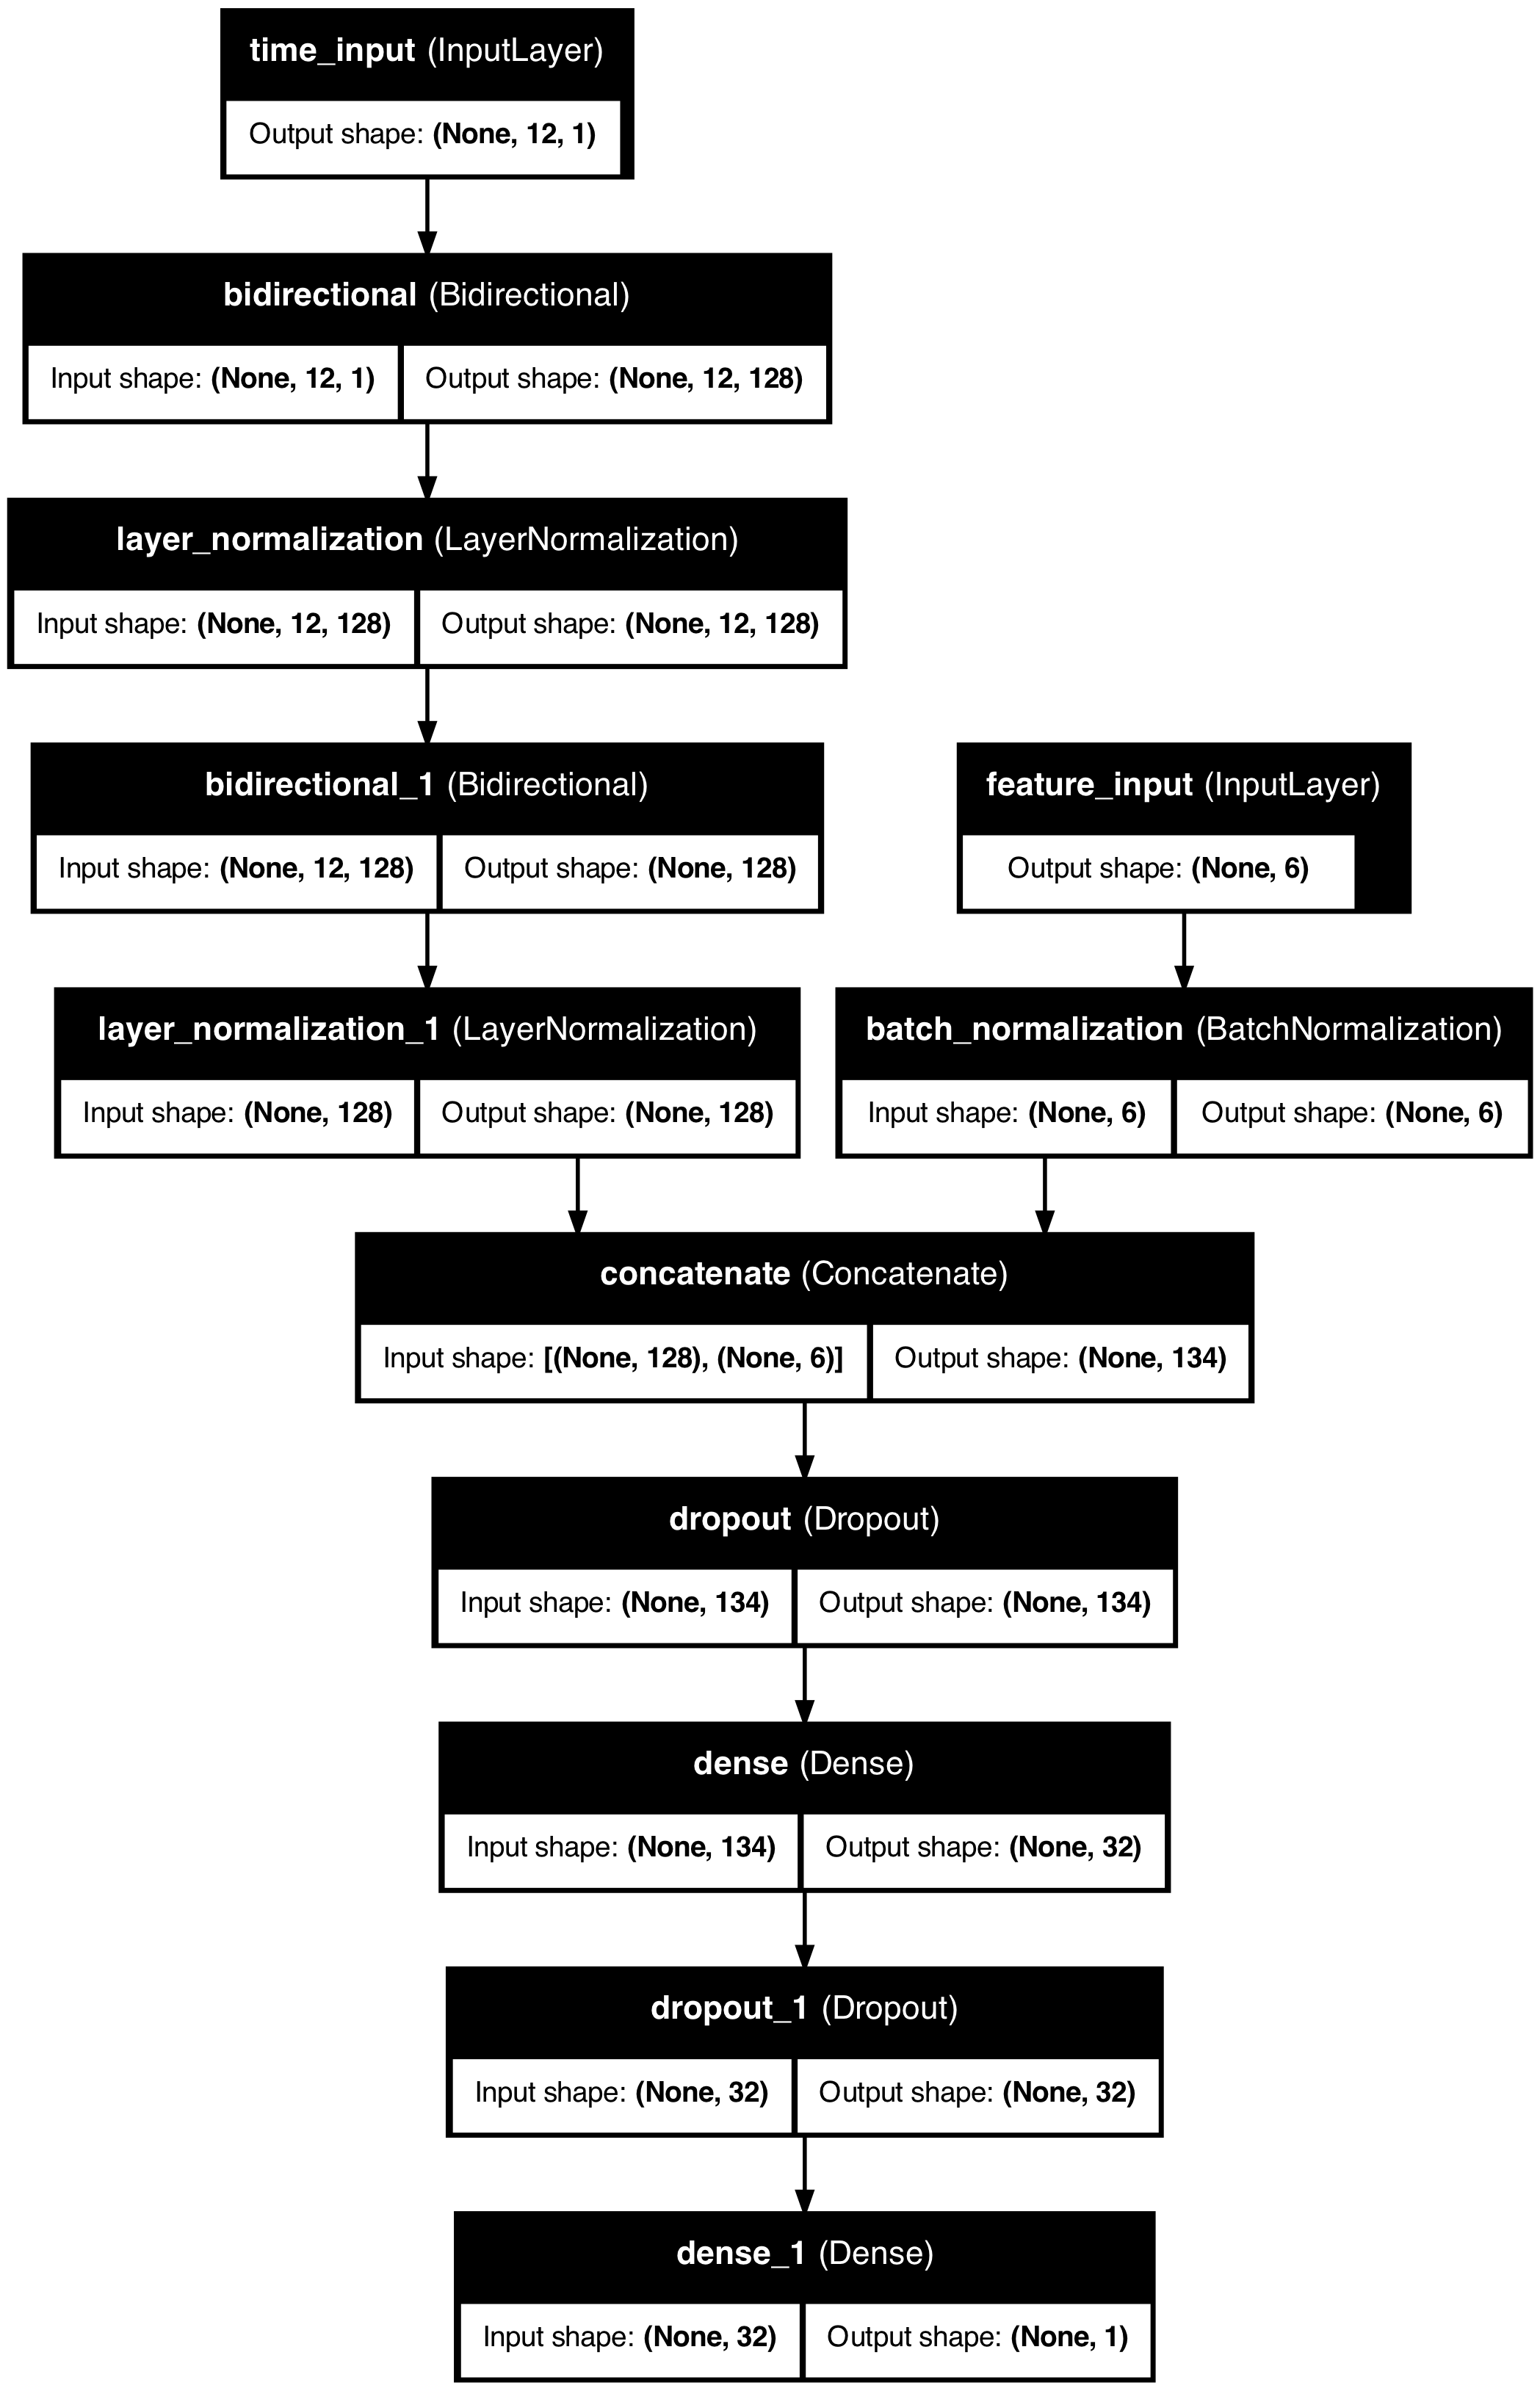 time_input (InputLayer)
Output shape: (None, 12, 1)
bidirectional (Bidirectional)
Input shape: (None, 12, 1) Output shape: (None, 12, 128)
layer_normalization (LayerNormalization)
Input shape: (None, 12, 128) Output shape: (None, 12, 128)
bidirectional_1 (Bidirectional)
Input shape: (None, 12, 128) Output shape: (None, 128)
feature_input (InputLayer)
Output shape: (None, 6)
layer_normalization_1 (LayerNormalization)
Input shape: (None, 128) Output shape: (None, 128)
batch_normalization (BatchNormalization)
Input shape: (None, 6) Output shape: (None, 6)
concatenate (Concatenate)
Input shape: [(None, 128), (None, 6)] Output shape: (None, 134)
dropout (Dropout)
Input shape: (None, 134) Output shape: (None, 134)
dense (Dense)
Input shape: (None, 134) Output shape: (None, 32)
dropout_1 (Dropout)
Input shape: (None, 32) Output shape: (None, 32)
dense_1 (Dense)
Input shape: (None, 32) Output shape: (None, 1)